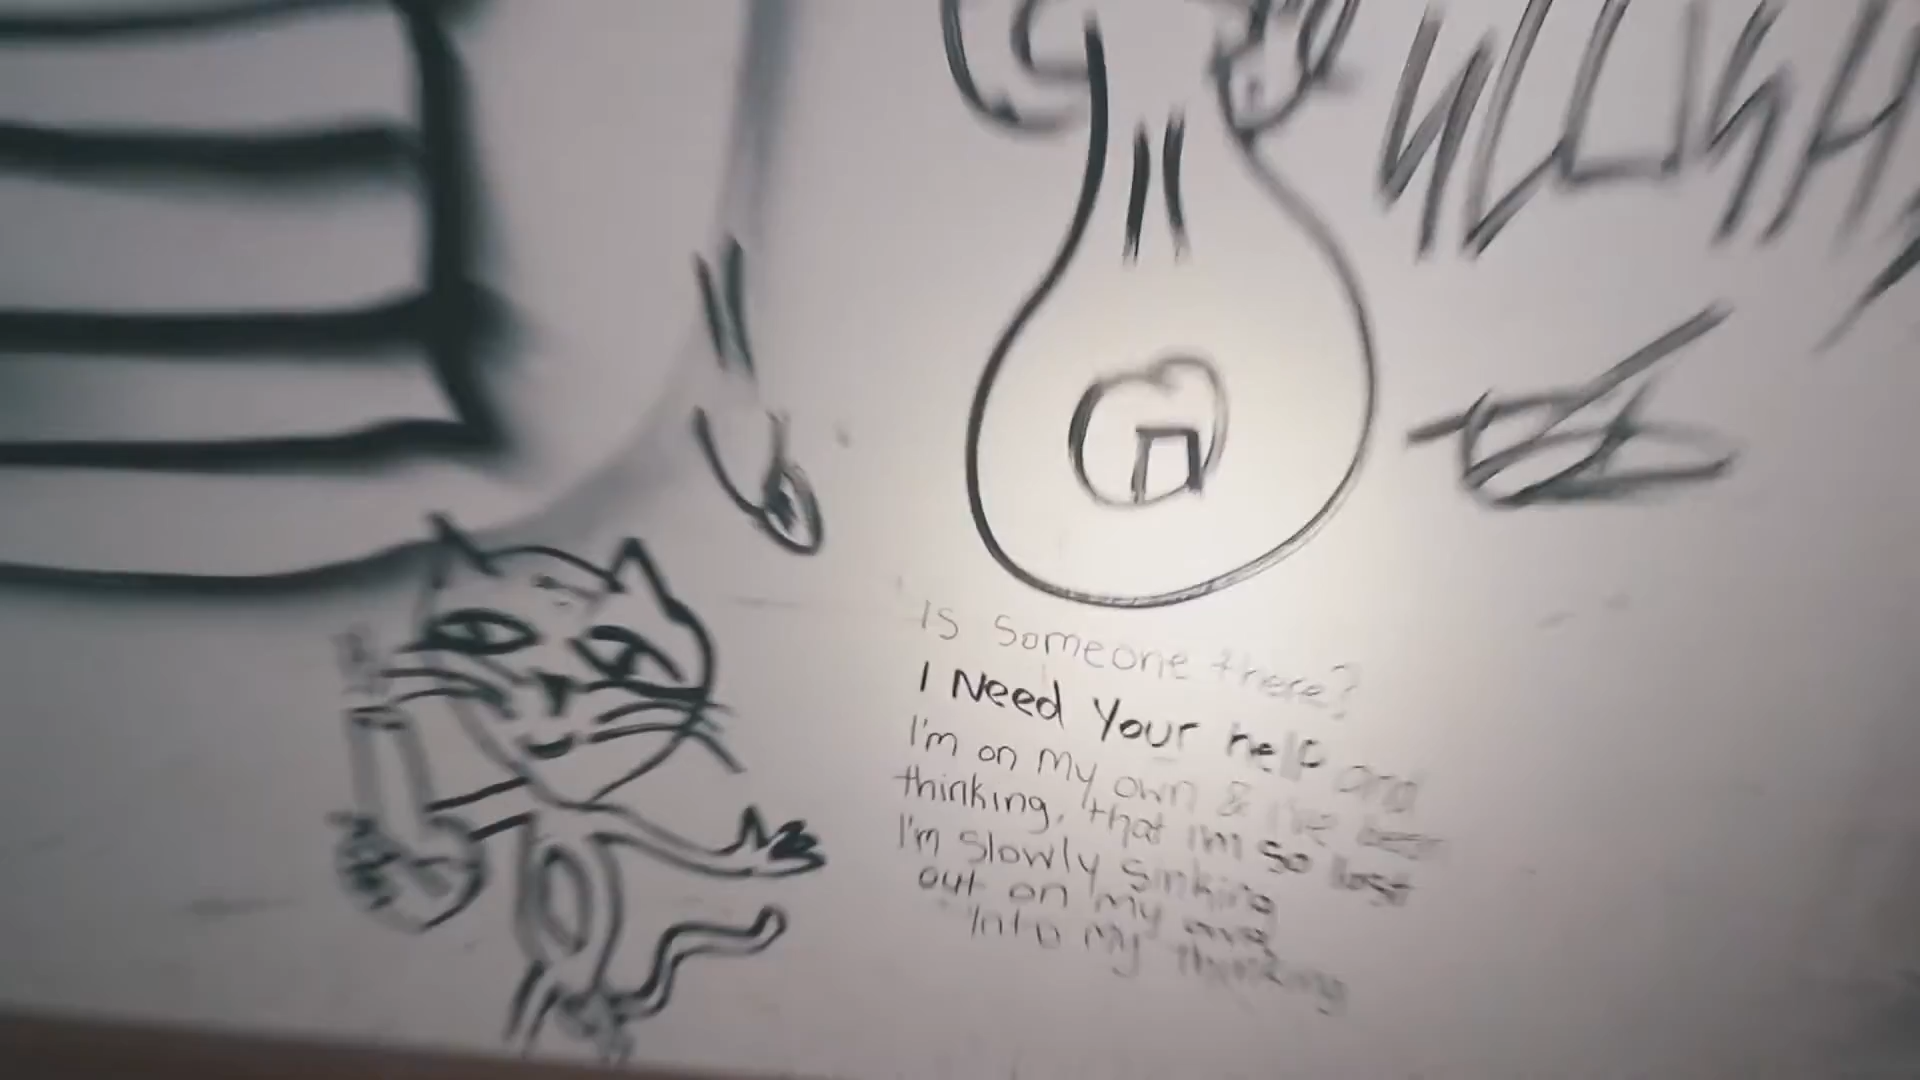 Is Someone there?
I Need Your help and
I'm on my own & I've been
thinking, that im so lost
I'm Slowly Sinking
out on my own
Into my thinking